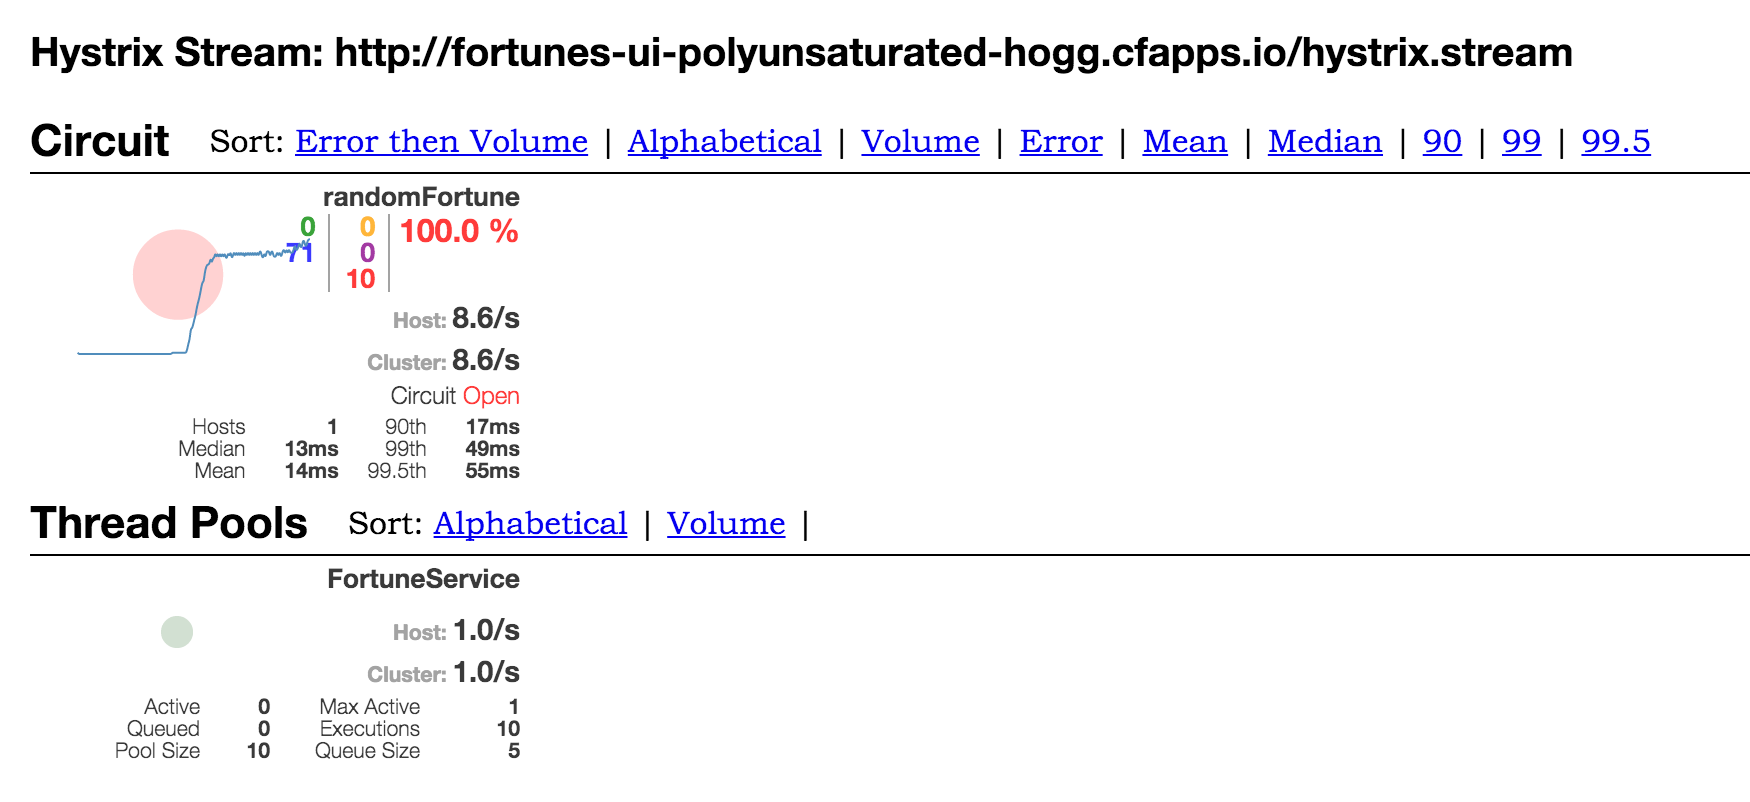 Hystrix Stream: http://fortunes-ui-polyunsaturated-hogg.cfapps.io/hystrix.stream
Circuit Sort: Error then Volume | Alphabetical | Volume | Error | Mean | Median | 90 | 99 | 99.5
randomFortune
0 0 100.0 %
71 0
10
Host: 8.6/s
Cluster: 8.6/s
Circuit Open
Hosts 1 90th 17ms
Median 13ms 99th 49ms
Mean 14ms 99.5th 55ms
Thread Pools Sort: Alphabetical | Volume |
FortuneService
Host: 1.0/s
Cluster: 1.0/s
Active 0 Max Active 1
Queued 0 Executions 10
Pool Size 10 Queue Size 5